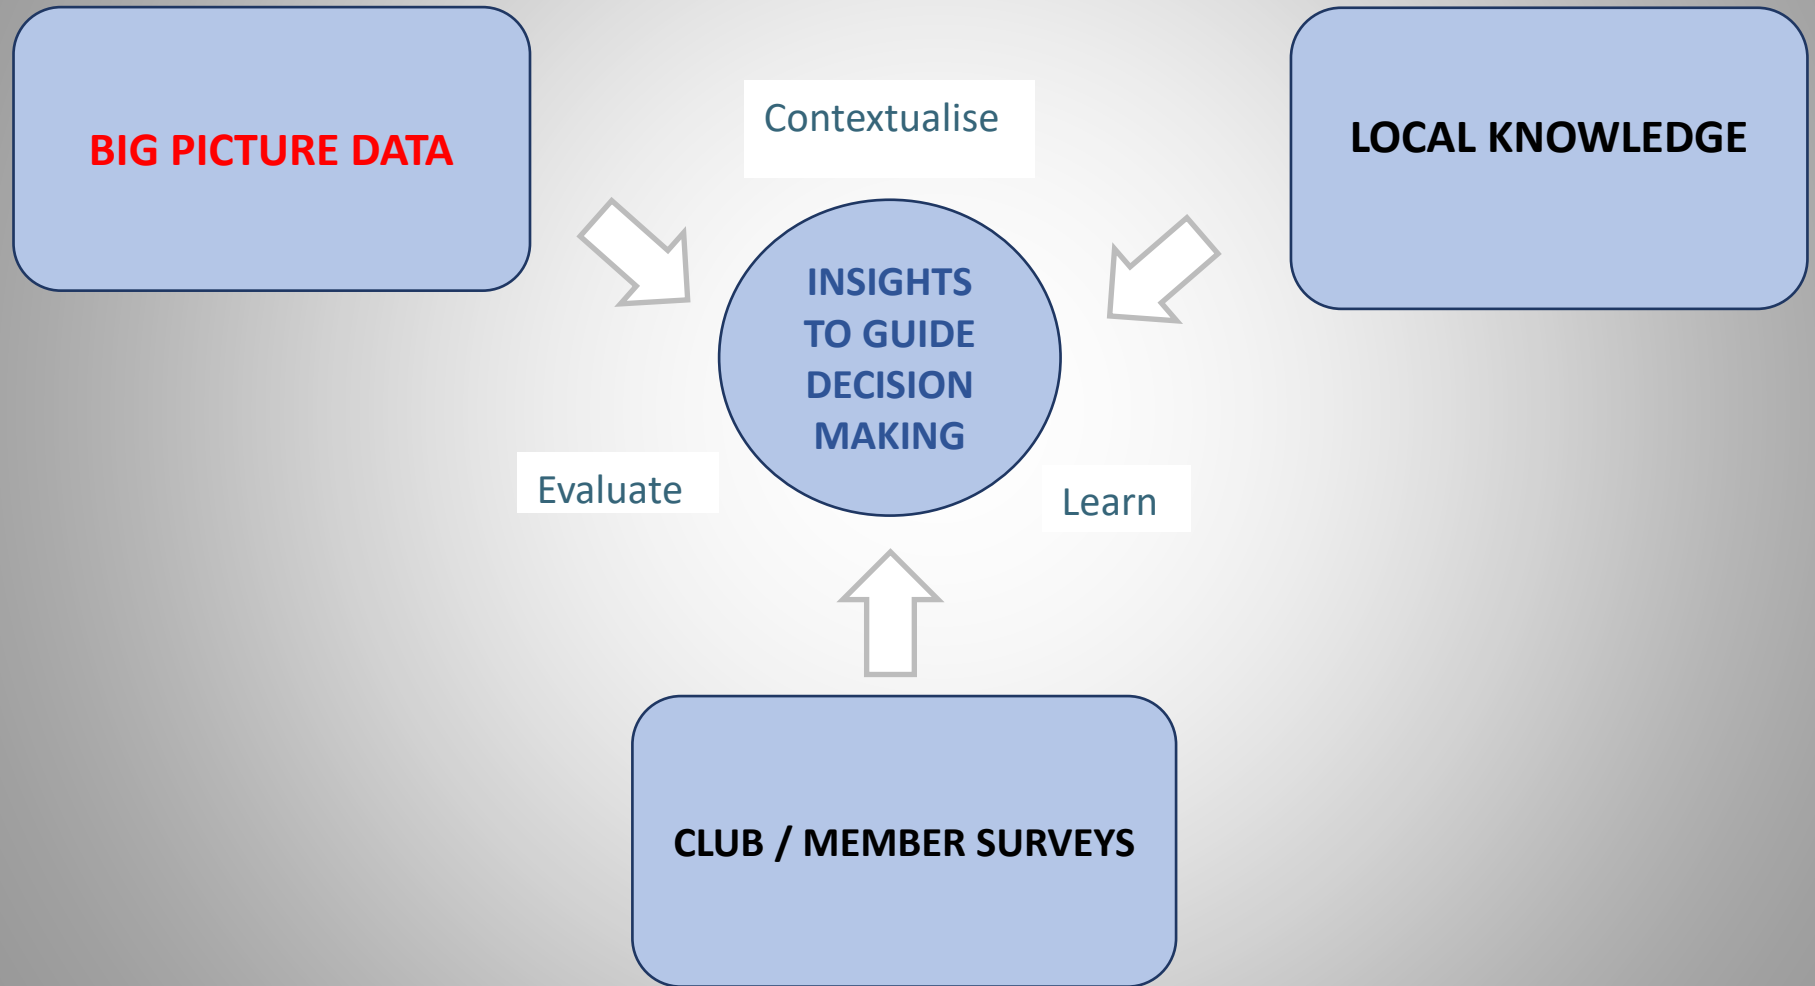 BIG PICTURE DATA
Contextualise
LOCAL KNOWLEDGE
INSIGHTS
TO GUIDE
DECISION
MAKING
Evaluate
Learn
CLUB / MEMBER SURVEYS